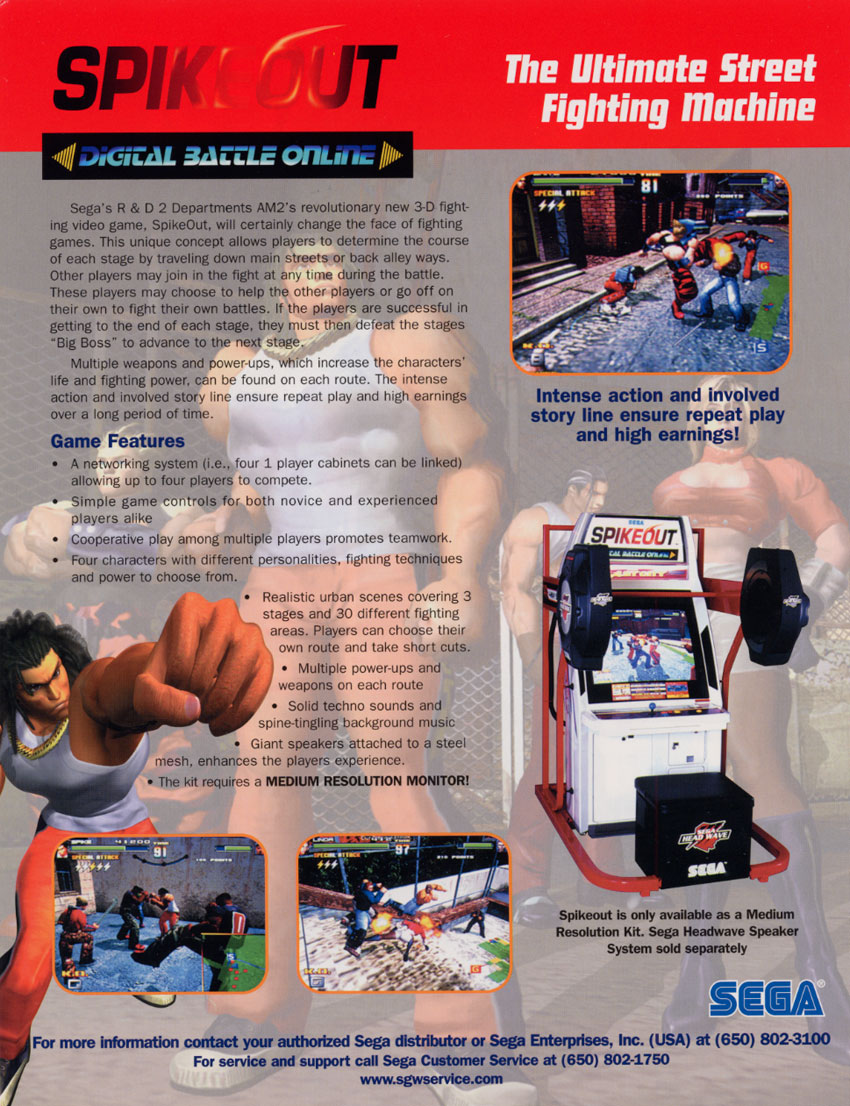 SPIKEOUT
DIGITAL BATTLE ONLINE
The Ultimate Street
Fighting Machine
Sega's R & D 2 Departments AM2's revolutionary new 3-D fight-
ing video game, SpikeOut, will certainly change the face of fighting
games. This unique concept allows players to determine the course
of each stage by traveling down main streets or back alley ways.
Other players may join in the fight at any time during the battle.
These players may choose to help the other players or go off on
their own to fight their own battles. If the players are successful in
getting to the end of each stage, they must then defeat the stages
"Big Boss" to advance to the next stage.
Multiple weapons and power-ups, which increase the characters'
life and fighting power, can be found on each route. The intense
action and involved story line ensure repeat play and high earnings
over a long period of time.
Game Features
• A networking system (i.e., four 1 player cabinets can be linked)
allowing up to four players to compete.
• Simple game controls for both novice and experienced
players alike
• Cooperative play among multiple players promotes teamwork.
• Four characters with different personalities, fighting techniques
and power to choose from.
• Realistic urban scenes covering 3
stages and 30 different fighting
areas. Players can choose their
own route and take short cuts.
• Multiple power-ups and
weapons on each route
• Solid techno sounds and
spine-tingling background music
• Giant speakers attached to a steel
mesh, enhances the players experience.
• The kit requires a MEDIUM RESOLUTION MONITOR!
SPECIAL ATTACK
81
POINTS
G
S
Intense action and involved
story line ensure repeat play
and high earnings!
SEGA
SPIKEOUT
DIGITAL BATTLE ONLINE
SEGA
HEAD WAVE
SEGA
SPIKE 41200
SPECIAL ATTACK
91
POINTS
D
LINDA
SPECIAL ATTACK
97
210 POINTS
G
Spikeout is only available as a Medium
Resolution Kit. Sega Headwave Speaker
System sold separately
SEGA®
For more information contact your authorized Sega distributor or Sega Enterprises, Inc. (USA) at (650) 802-3100
For service and support call Sega Customer Service at (650) 802-1750
www.sgwservice.com